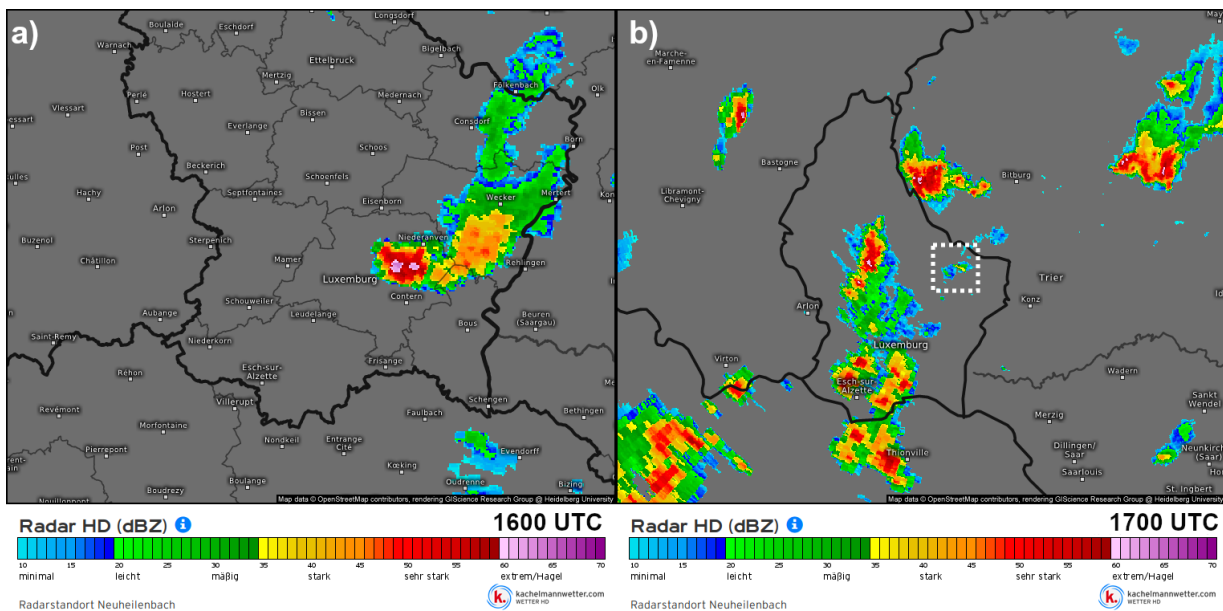 a)
Longsdorf
Boulaide
Eschdorf
Warnach
Ettelbruck
Bigelbach
Mertzig
Perlé
Hostert
Vlessart
Medernach
Folkenbach
Olk
Bissen
Everlange
Consdorf
Post
Schoos
Born
Beckerich
Schoenfels
Hachy
Septfontaines
Eisenborn
Wecker
Mertert
Arlon
Buzenol
Sterpenich
Niederanven
Châtillon
Mamer
Luxemburg
Rehlingen
Schouweiler
Contern
Aubange
Leudelange
Bous
Beuren
(Saargau)
Saint-Remy
Niederkorn
Rehon
Esch-sur-
Alzette
Frisange
Schengen
Villerupt
Revémont
Faulbach
Bethingen
Morfontaine
Nondkeil
Entrange
Cité
Pierrepont
Evendorff
Kœking
Boulange
Oudrenne
Boudrezy
Bizing
Nouillonpont
Map data © OpenStreetMap contributors, rendering GIScience Research Group @ Heidelberg University
Radar HD (dBZ) i
1600 UTC
10 15 20 25 30 35 40 45 50 55 60 65 70
minimal leicht mäßig stark sehr stark extrem/Hagel
k. kachelmannwetter.com
WETTER HD
Radarstandort Neuheilenbach
b)
Marche-
en-Famenne
Bastogne
Bitburg
Libramont-
Chevigny
Trier
Arlon
Konz
Luxemburg
Virton
Esch-sur-
Alzette
Wadern
Sankt
Wendel
Merzig
Thionville
Dillingen/
Saar
Saarlouis
Neunkirch
(Saar)
St. Ingbert
Map data © OpenStreetMap contributors, rendering GIScience Research Group @ Heidelberg University
Radar HD (dBZ) i
1700 UTC
10 15 20 25 30 35 40 45 50 55 60 65 70
minimal leicht mäßig stark sehr stark extrem/Hagel
k. kachelmannwetter.com
WETTER HD
Radarstandort Neuheilenbach